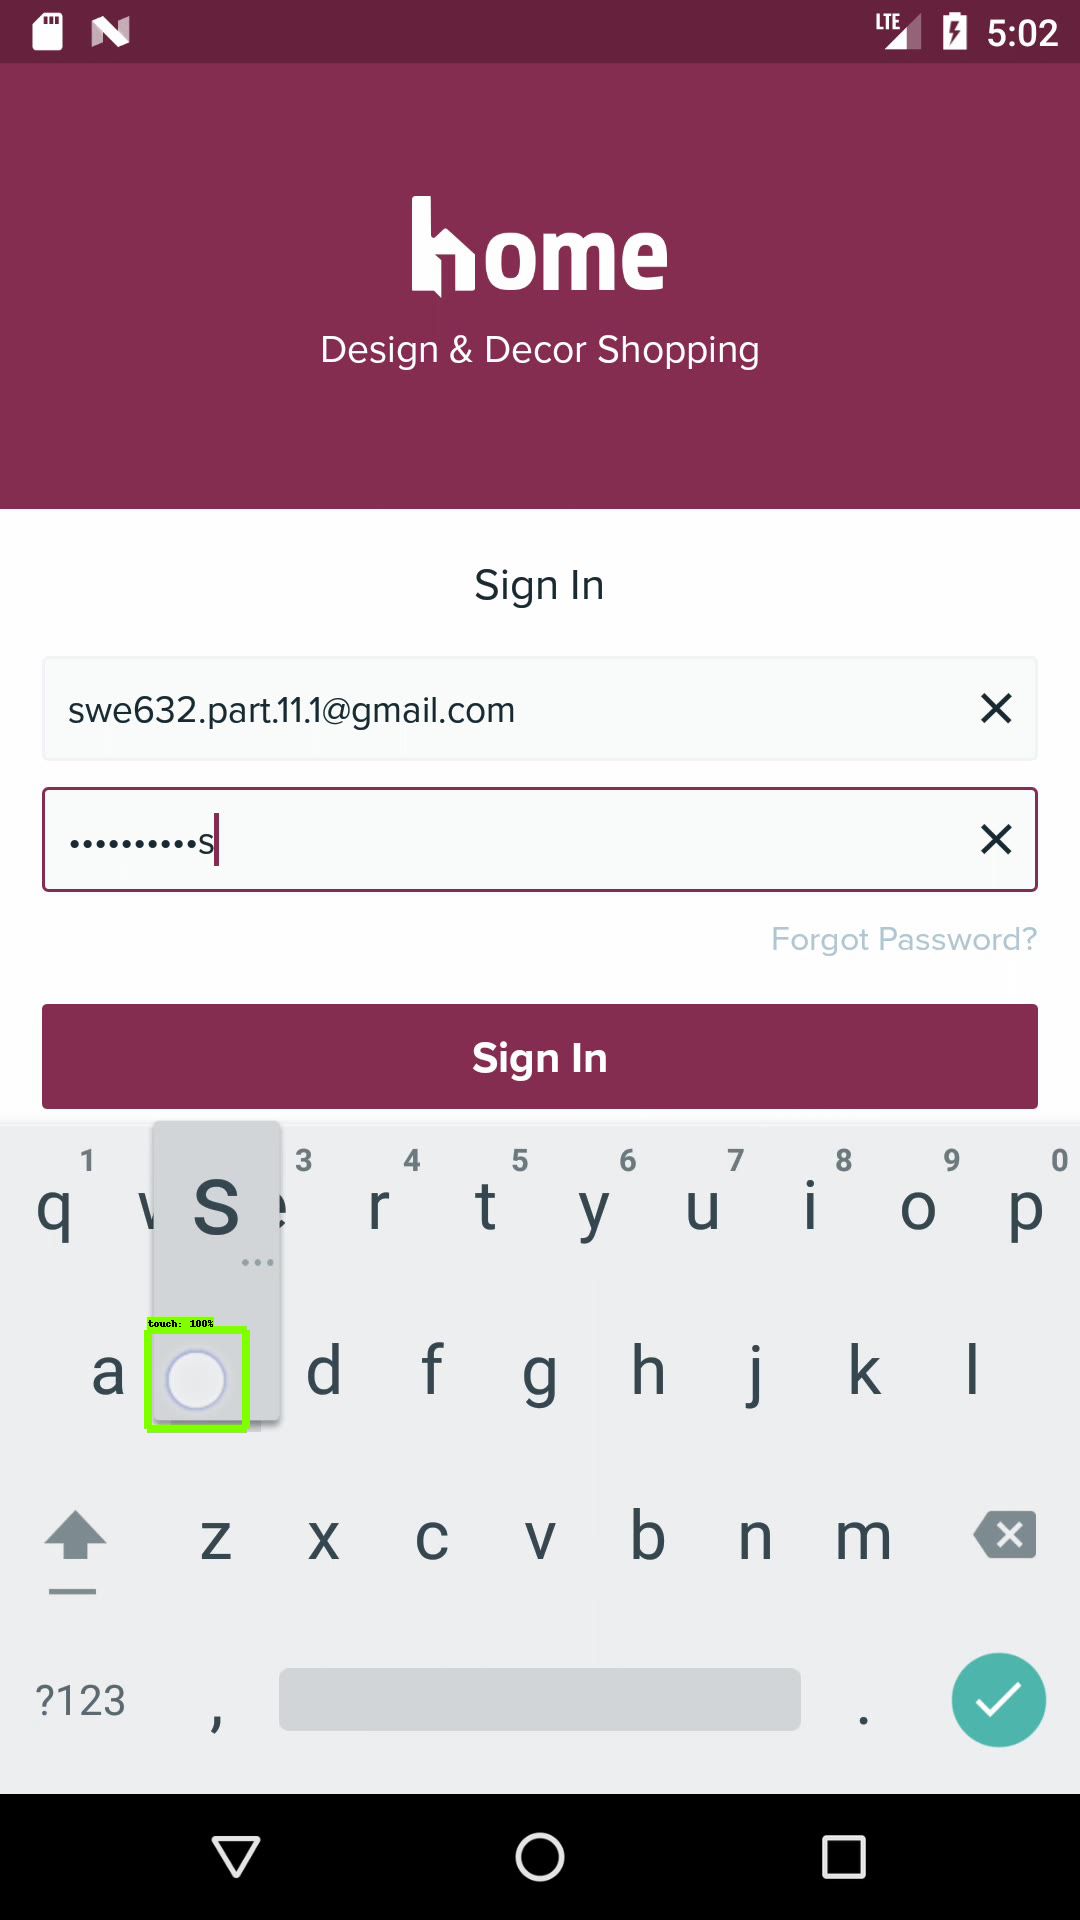 LTE 5:02
home
Design & Decor Shopping
Sign In
swe632.part.11.1@gmail.com
••••••••••s
Forgot Password?
Sign In
1 3 4 5 6 7 8 9 0
q w s e r t y u i o p
touch: 100%
a d f g h j k l
z x c v b n m
?123 , .